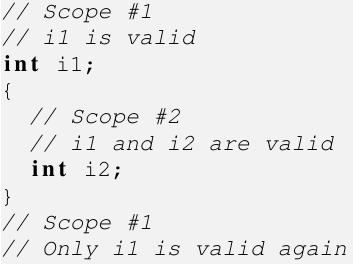 // Scope #1
// i1 is valid
int i1;
{
// Scope #2
// i1 and i2 are valid
int i2;
}
// Scope #1
// Only i1 is valid again